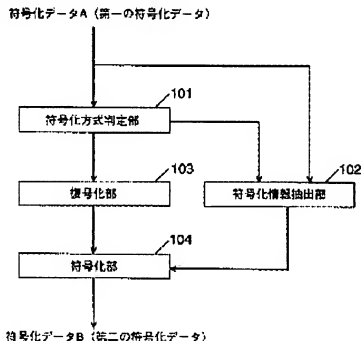 符号化データA（第一の符号化データ）
101
符号化方式判定部
103
102
復号化部
符号化情報抽出部
104
符号化部
符号化データB（第二の符号化データ）